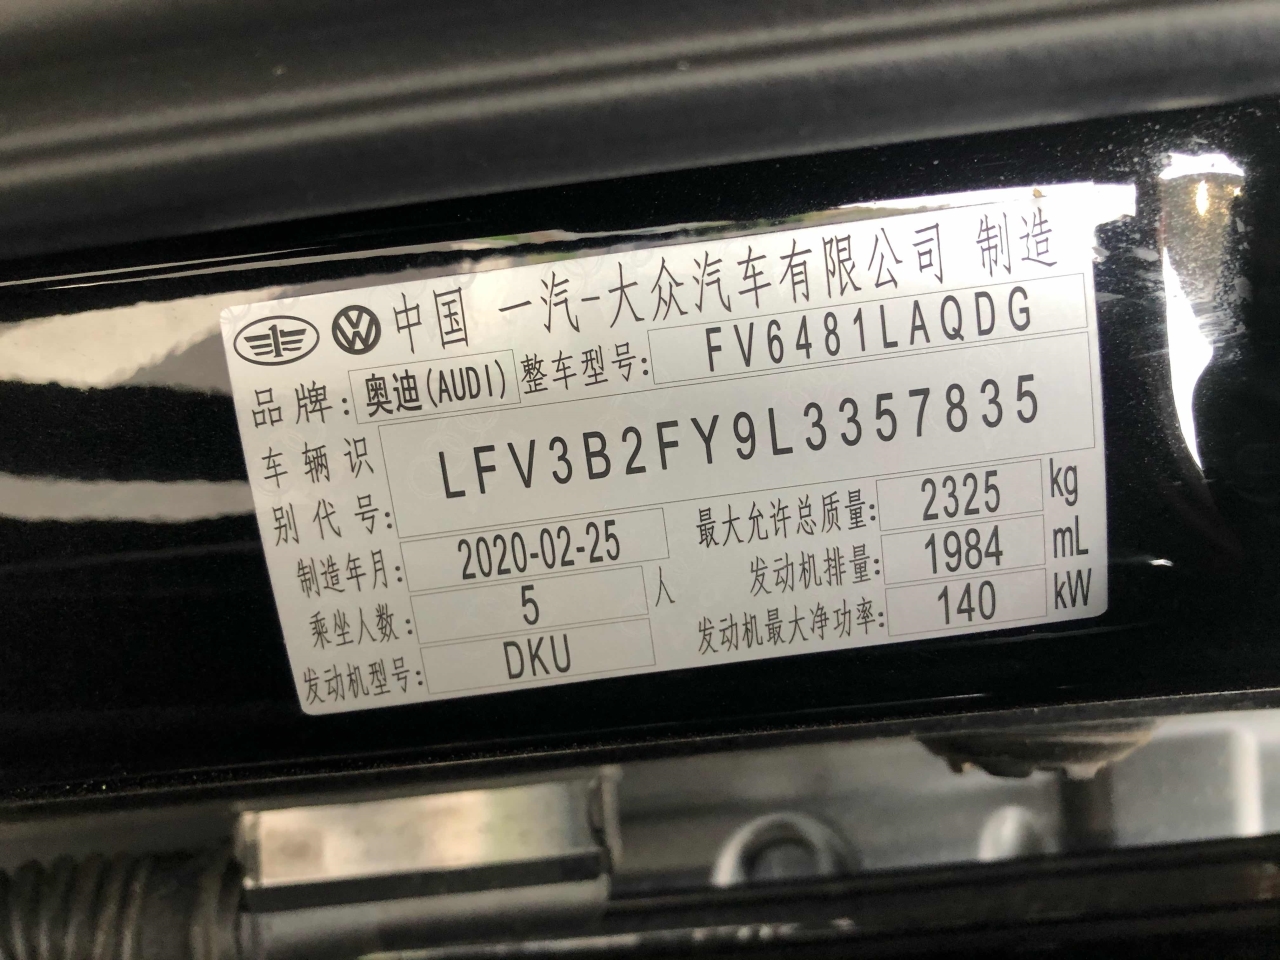 中国 一汽-大众汽车有限公司 制造
品牌: 奥迪(AUDI) 整车型号: FV6481LAQDG
车辆识别代号: LFV3B2FY9L3357835
制造年月: 2020-02-25 最大允许总质量: 2325 kg
乘坐人数: 5 人 发动机排量: 1984 mL
发动机型号: DKU 发动机最大净功率: 140 kW